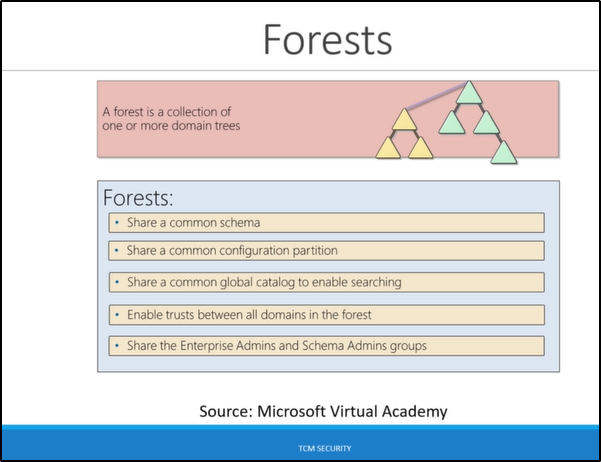 Forests
A forest is a collection of
one or more domain trees
Forests:
• Share a common schema
• Share a common configuration partition
• Share a common global catalog to enable searching
• Enable trusts between all domains in the forest
• Share the Enterprise Admins and Schema Admins groups
Source: Microsoft Virtual Academy
TCM SECURITY